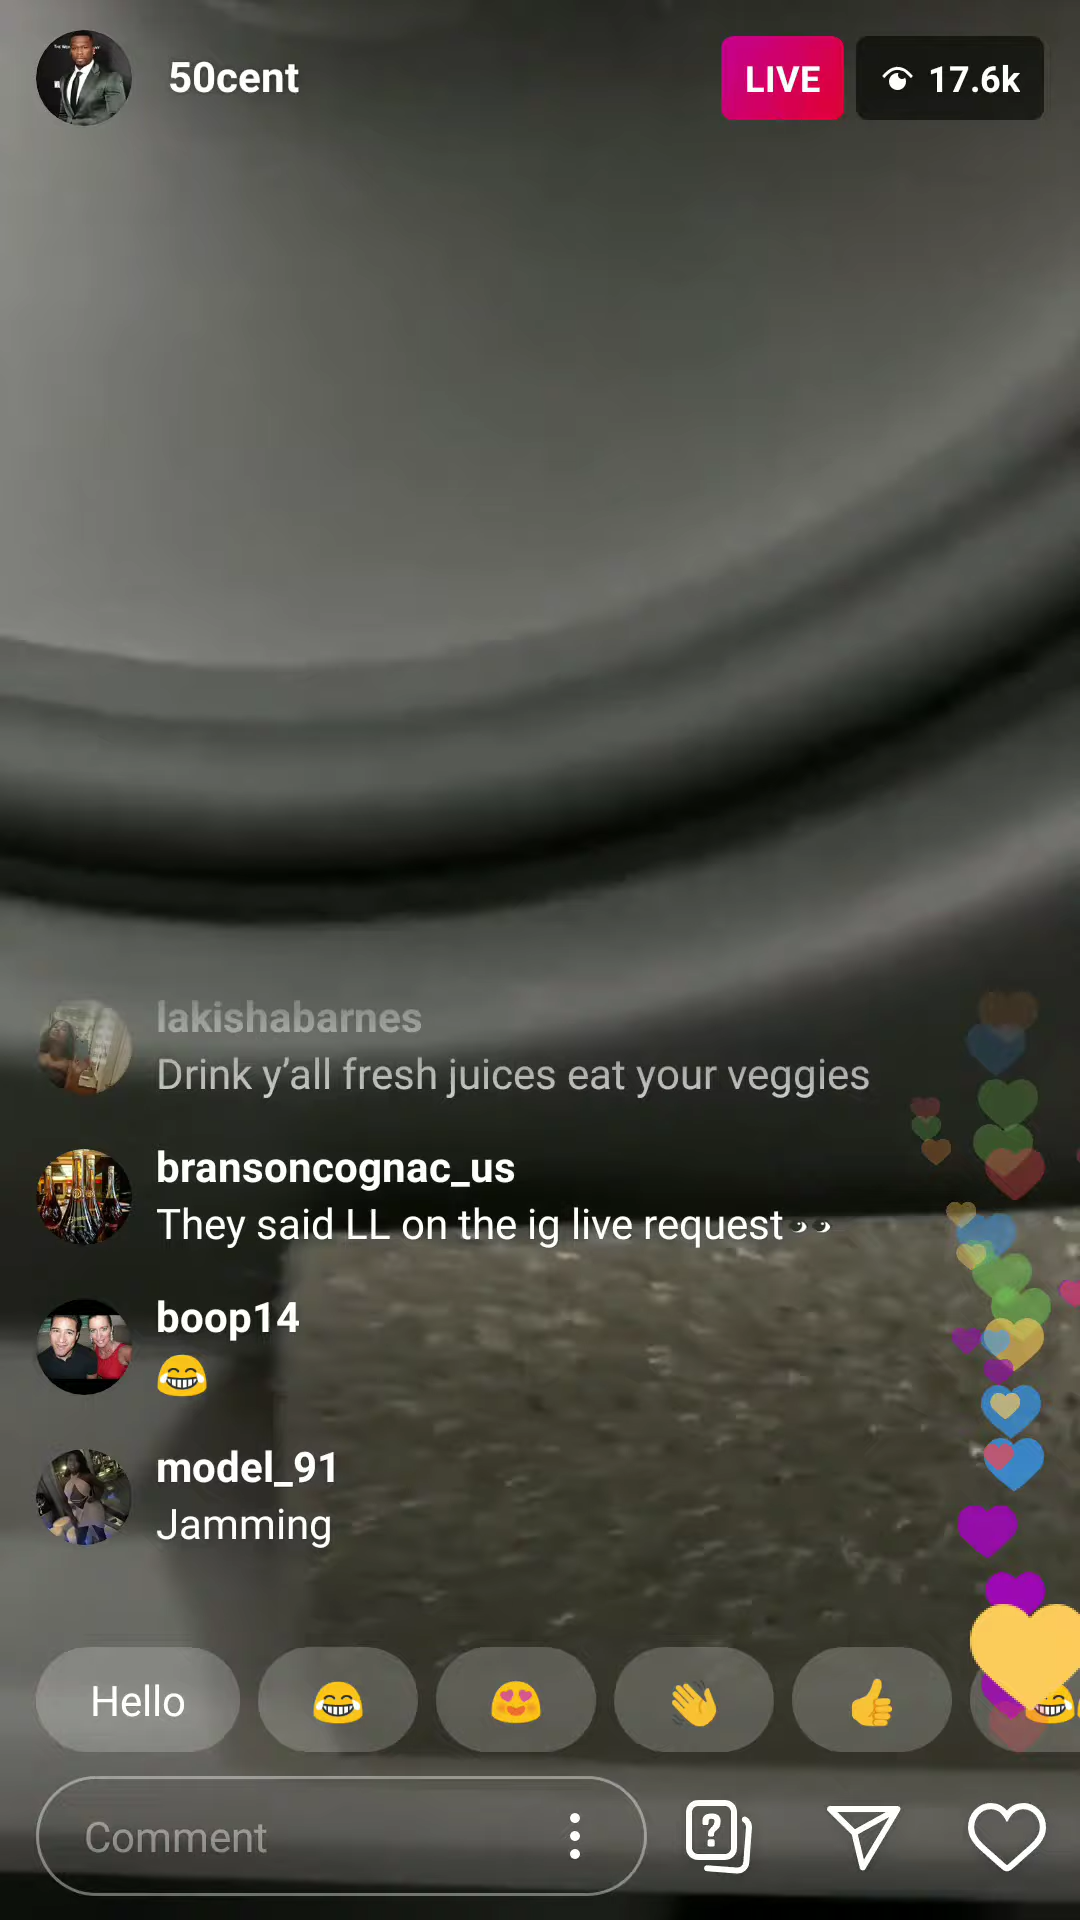 50cent
LIVE
17.6k
lakishabarnes
Drink y’all fresh juices eat your veggies
bransoncognac_us
They said LL on the ig live request👀
boop14
😂
model_91
Jamming
Hello 😂 😍 👋 👍 😂
Comment